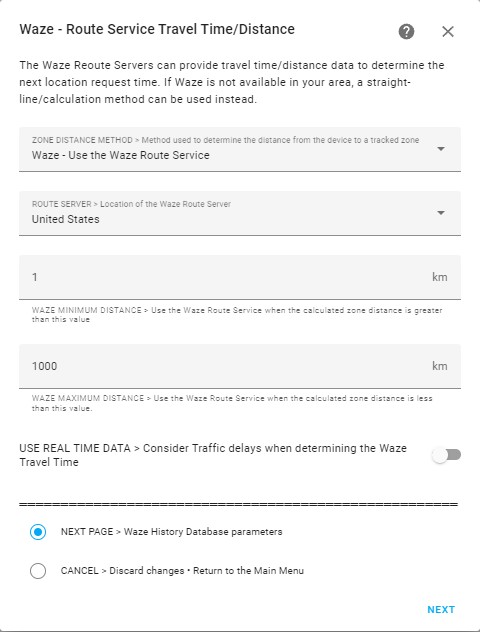 Waze - Route Service Travel Time/Distance
The Waze Reoute Servers can provide travel time/distance data to determine the
next location request time. If Waze is not available in your area, a straight-
line/calculation method can be used instead.
ZONE DISTANCE METHOD > Method used to determine the distance from the device to a tracked zone
Waze - Use the Waze Route Service
ROUTE SERVER > Location of the Waze Route Server
United States
1 km
WAZE MINIMUM DISTANCE > Use the Waze Route Service when the calculated zone distance is greater
than this value
1000 km
WAZE MAXIMUM DISTANCE > Use the Waze Route Service when the calculated zone distance is less
than this value.
USE REAL TIME DATA > Consider Traffic delays when determining the Waze
Travel Time
NEXT PAGE > Waze History Database parameters
CANCEL > Discard changes • Return to the Main Menu
NEXT